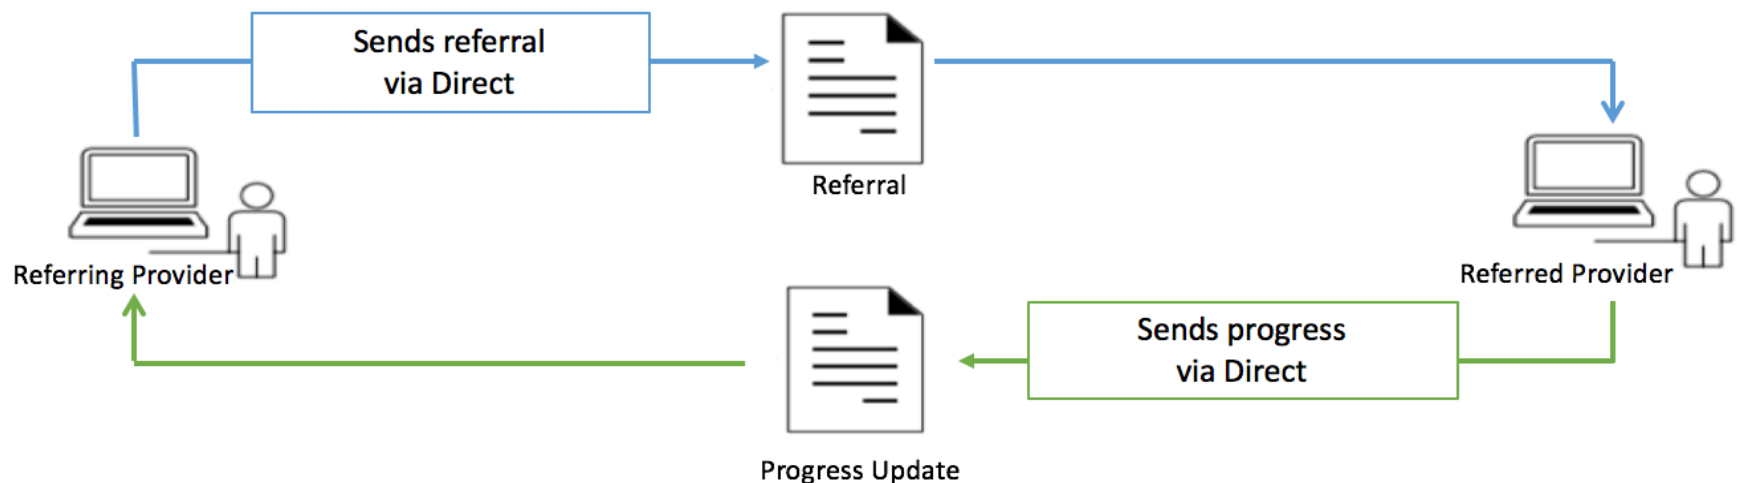 Sends referral
via Direct
Referral
Referring Provider
Referred Provider
Sends progress
via Direct
Progress Update